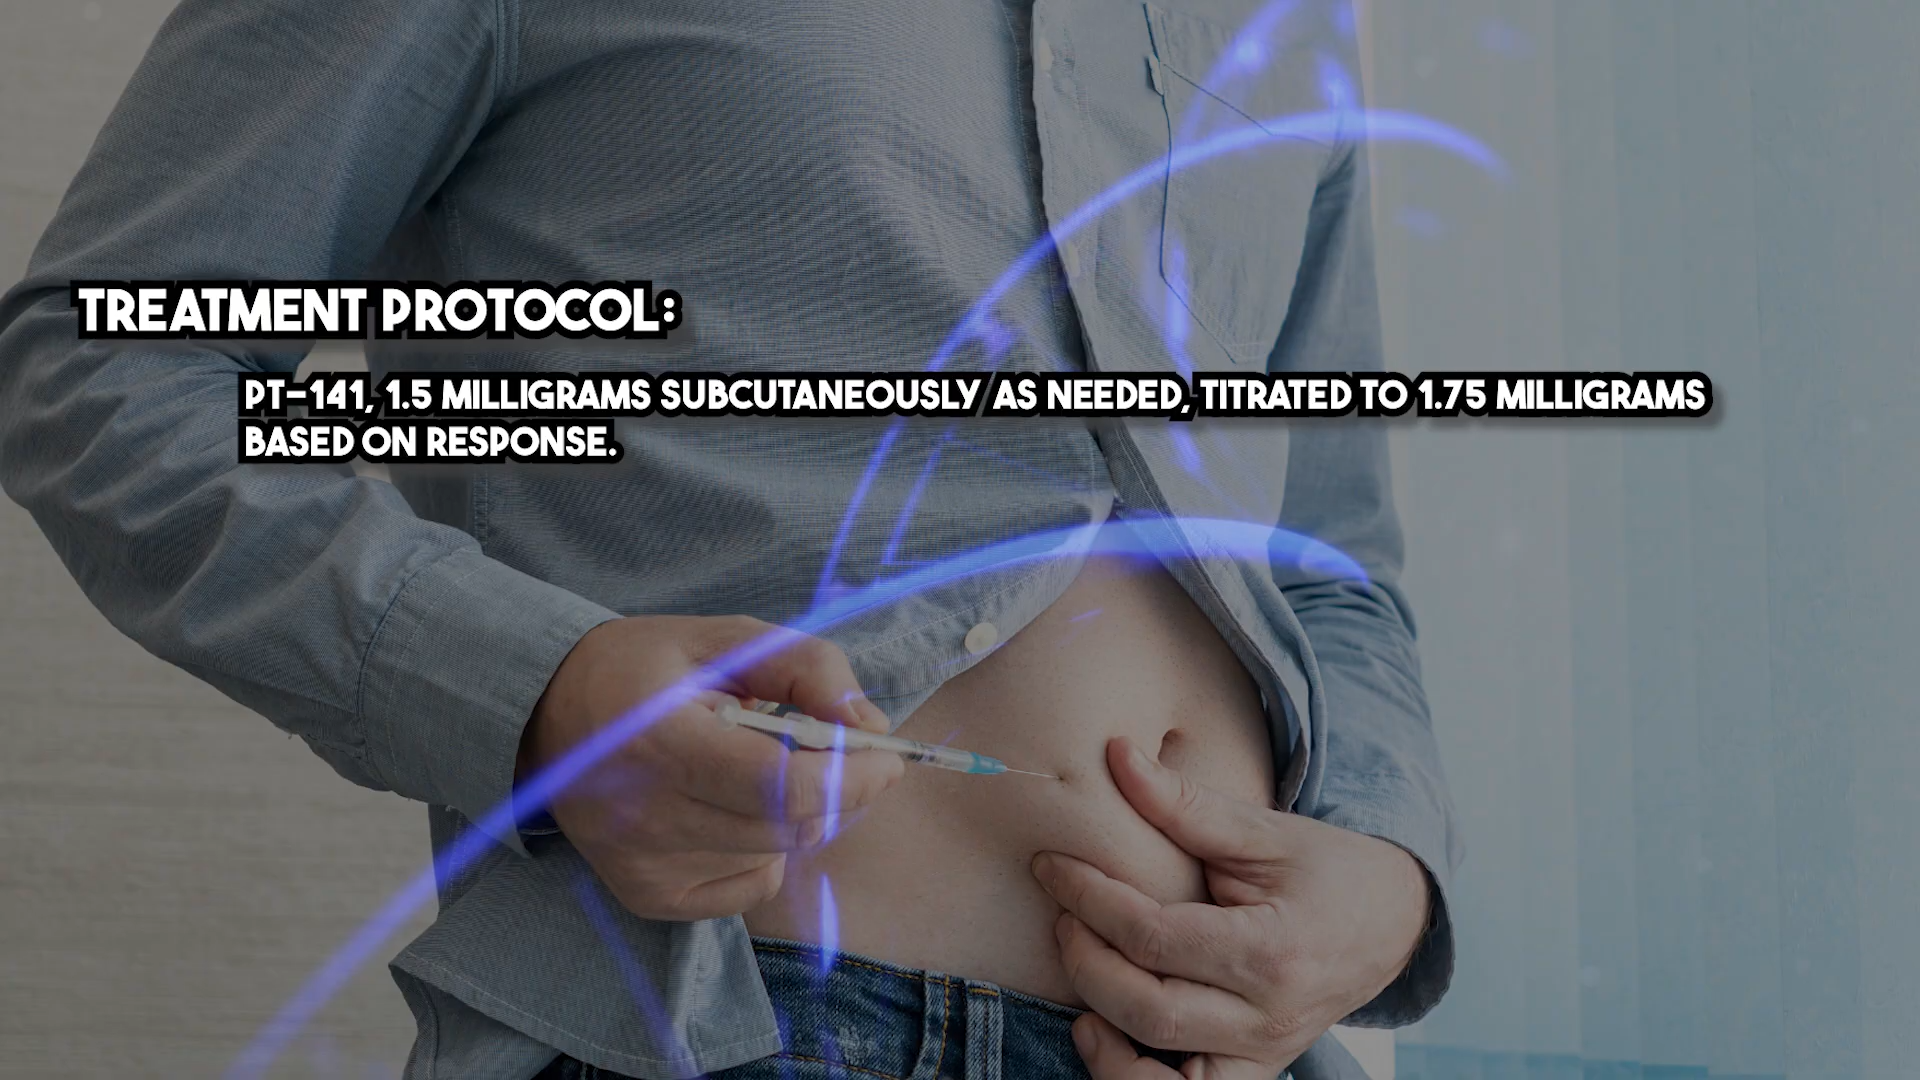 TREATMENT PROTOCOL:
PT-141, 1.5 MILLIGRAMS SUBCUTANEOUSLY AS NEEDED, TITRATED TO 1.75 MILLIGRAMS
BASED ON RESPONSE.